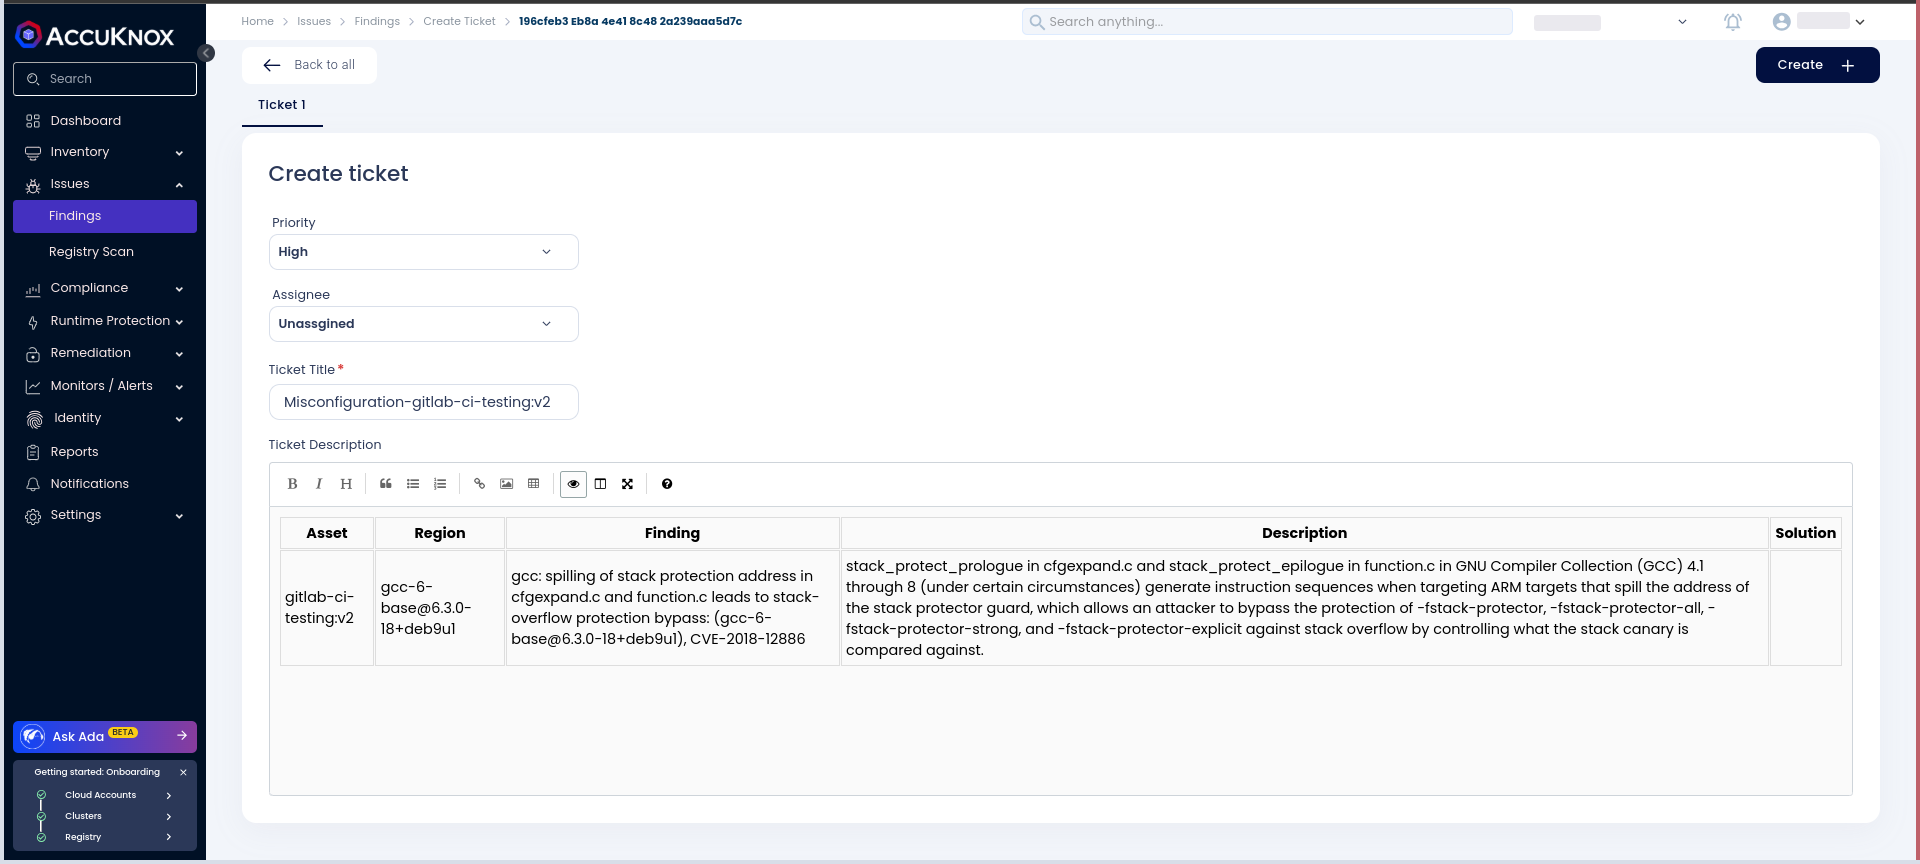 Home > Issues > Findings > Create Ticket > 196cfeb3 Eb8a 4e41 8c48 2a239aaa5d7c
Search anything...
ACCUKNOX
Search
Dashboard
Inventory
Issues
Findings
Registry Scan
Compliance
Runtime Protection
Remediation
Monitors / Alerts
Identity
Reports
Notifications
Settings
Ask Ada BETA
Getting started: Onboarding
Cloud Accounts
Clusters
Registry
Back to all
Create
Ticket 1
Create ticket
Priority
High
Assignee
Unassgined
Ticket Title*
Misconfiguration-gitlab-ci-testing:v2
Ticket Description
B I H
Asset Region Finding Description Solution
gitlab-ci-
testing:v2
gcc-6-
base@6.3.0-
18+deb9u1
gcc: spilling of stack protection address in
cfgexpand.c and function.c leads to stack-
overflow protection bypass: (gcc-6-
base@6.3.0-18+deb9u1), CVE-2018-12886
stack_protect_prologue in cfgexpand.c and stack_protect_epilogue in function.c in GNU Compiler Collection (GCC) 4.1
through 8 (under certain circumstances) generate instruction sequences when targeting ARM targets that spill the address of
the stack protector guard, which allows an attacker to bypass the protection of -fstack-protector, -fstack-protector-all, -
fstack-protector-strong, and -fstack-protector-explicit against stack overflow by controlling what the stack canary is
compared against.